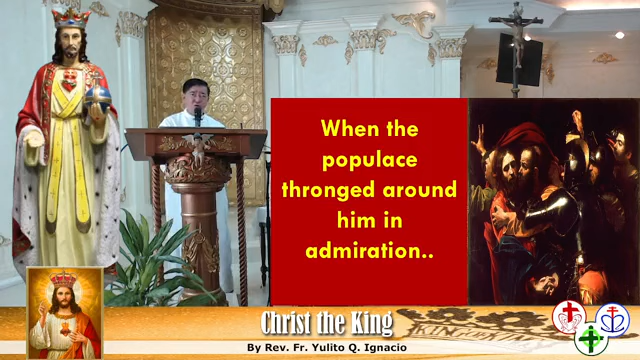 When the
populace
thronged around
him in
admiration..
Christ the King
By Rev. Fr. Yulito Q. Ignacio